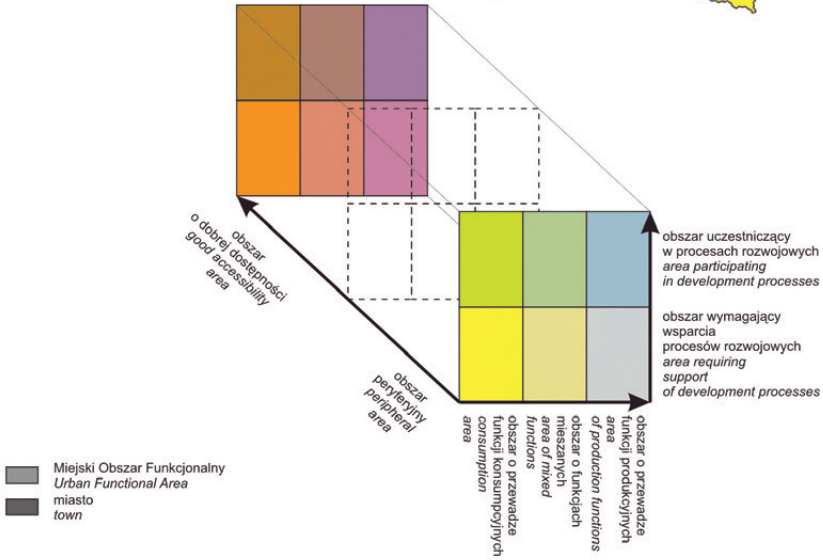 obszar
o dobrej dostępności
good accessibility
area
obszar uczestniczący
w procesach rozwojowych
area participating
in development processes
obszar wymagający
wsparcia
procesów rozwojowych
area requiring
support
of development processes
obszar
peryferyjny
peripheral
area
obszar o przewadze
funkcji konsumpcyjnych
consumption
area
obszar o funkcjach
mieszanych
area of mixed
functions
obszar o przewadze
funkcji produkcyjnych
area
of production functions
Miejski Obszar Funkcjonalny
Urban Functional Area
miasto
town